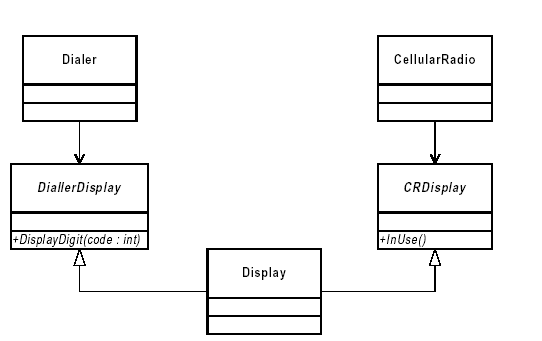 Dialer
CellularRadio
DiallerDisplay
CRDisplay
+DisplayDigit(code : int)
+InUse()
Display